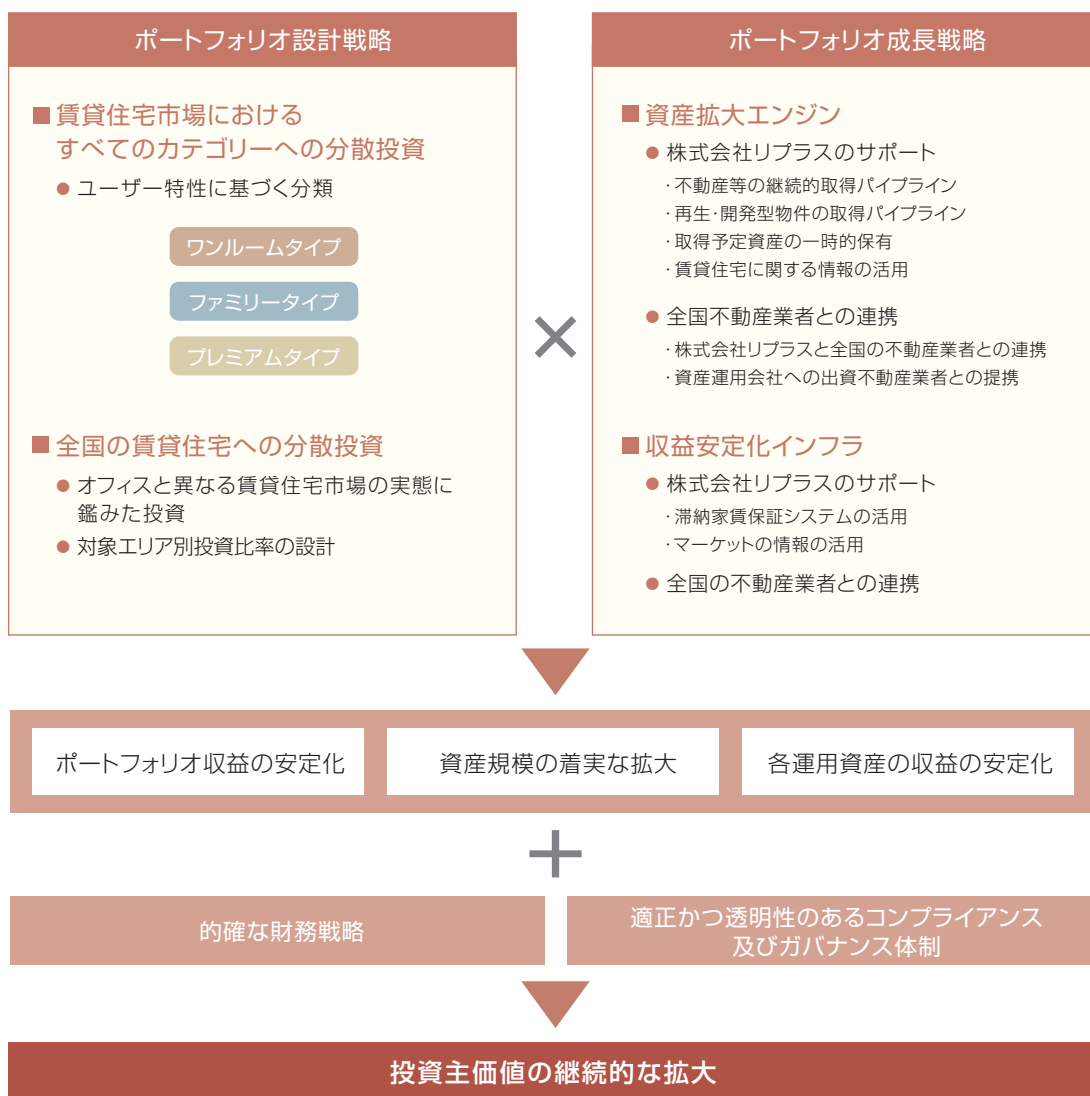 ポートフォリオ設計戦略
■賃貸住宅市場における
すべてのカテゴリーへの分散投資
●ユーザー特性に基づく分類
ワンルームタイプ
ファミリータイプ
プレミアムタイプ
■全国の賃貸住宅への分散投資
●オフィスと異なる賃貸住宅市場の実態に
鑑みた投資
●対象エリア別投資比率の設計
×
ポートフォリオ成長戦略
■資産拡大エンジン
●株式会社リプラスのサポート
・不動産等の継続的取得パイプライン
・再生・開発型物件の取得パイプライン
・取得予定資産の一時的保有
・賃貸住宅に関する情報の活用
●全国不動産業者との連携
・株式会社リプラスと全国の不動産業者との連携
・資産運用会社への出資不動産業者との提携
■収益安定化インフラ
●株式会社リプラスのサポート
・滞納家賃保証システムの活用
・マーケットの情報の活用
●全国の不動産業者との連携
ポートフォリオ収益の安定化
資産規模の着実な拡大
各運用資産の収益の安定化
＋
的確な財務戦略
適正かつ透明性のあるコンプライアンス
及びガバナンス体制
投資主価値の継続的な拡大